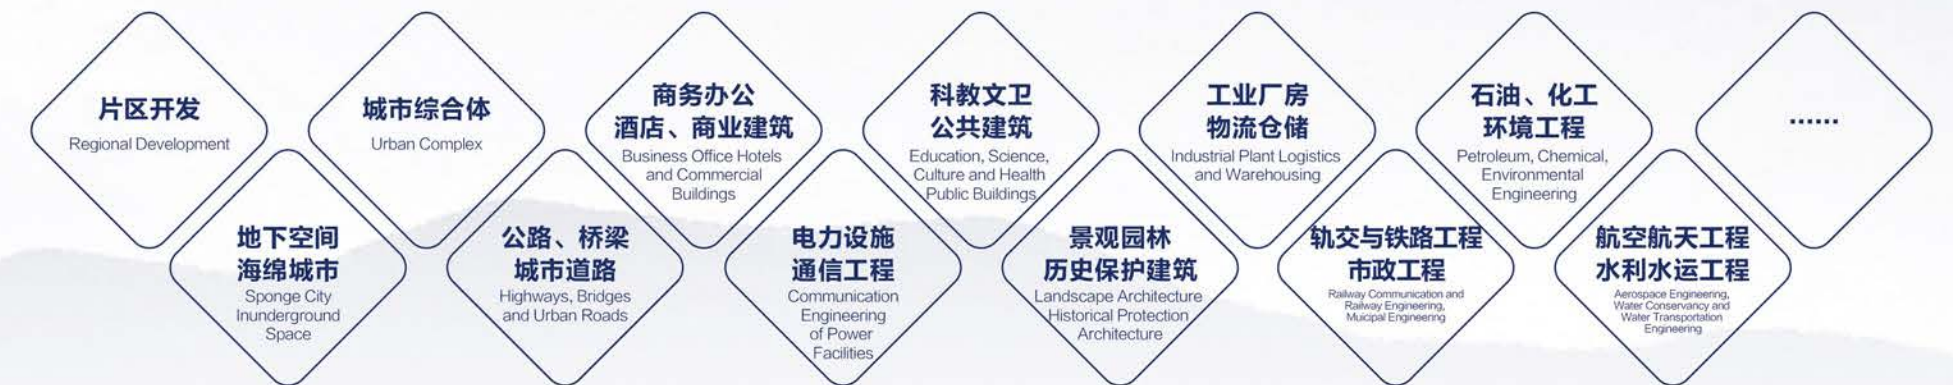 片区开发
Regional Development
城市综合体
Urban Complex
商务办公
酒店、商业建筑
Business Office Hotels
and Commercial
Buildings
科教文卫
公共建筑
Education, Science,
Culture and Health
Public Buildings
工业厂房
物流仓储
Industrial Plant Logistics
and Warehousing
石油、化工
环境工程
Petroleum, Chemical,
Environmental
Engineering
......
地下空间
海绵城市
Sponge City
Inunderground
Space
公路、桥梁
城市道路
Highways, Bridges
and Urban Roads
电力设施
通信工程
Communication
Engineering
of Power
Facilities
景观园林
历史保护建筑
Landscape Architecture
Historical Protection
Architecture
轨交与铁路工程
市政工程
Railway Communication and
Railway Engineering,
Muicipal Engineering
航空航天工程
水利水运工程
Aerospace Engineering,
Water Conservancy and
Water Transportation
Engineering